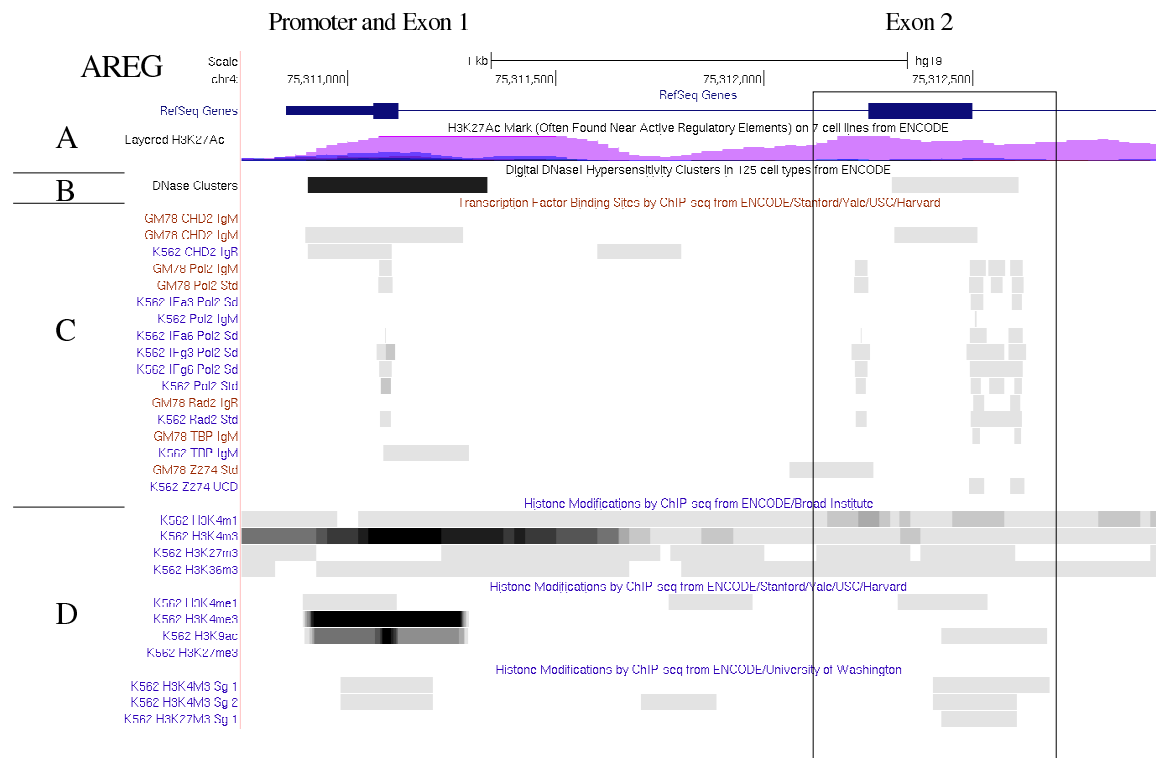 Promoter and Exon 1
Exon 2
AREG
Scale
1 kb
hg19
chr4:
75,311,000
75,311,500
75,312,000
75,312,500
RefSeq Genes
RefSeq Genes
A
H3K27Ac Mark (Often Found Near Active Regulatory Elements) on 7 cell lines from ENCODE
Layered H3K27Ac
Digital DNaseI Hypersensitivity Clusters in 125 cell types from ENCODE
B
DNase Clusters
Transcription Factor Binding Sites by ChIP-seq from ENCODE/Stanford/Yale/USC/Harvard
GM78 CHD2 IgM
GM78 CHD2 IgM
K562 CHD2 IgR
GM78 Pol2 IgM
GM78 Pol2 Std
K562 IFa3 Pol2 Sd
K562 Pol2 IgM
C
K562 IFa6 Pol2 Sd
K562 IFg3 Pol2 Sd
K562 IFg6 Pol2 Sd
K562 Pol2 Std
GM78 Rad2 IgR
K562 Rad2 Std
GM78 TBP IgM
K562 TBP IgM
GM78 Z274 Std
K562 Z274 UCD
Histone Modifications by ChIP-seq from ENCODE/Broad Institute
K562 H3K4m1
K562 H3K4m3
K562 H3K27m3
K562 H3K36m3
Histone Modifications by ChIP-seq from ENCODE/Stanford/Yale/USC/Harvard
K562 H3K4me1
D
K562 H3K4me3
K562 H3K9ac
K562 H3K27me3
Histone Modifications by ChIP-seq from ENCODE/University of Washington
K562 H3K4M3 Sg 1
K562 H3K4M3 Sg 2
K562 H3K27M3 Sg 1